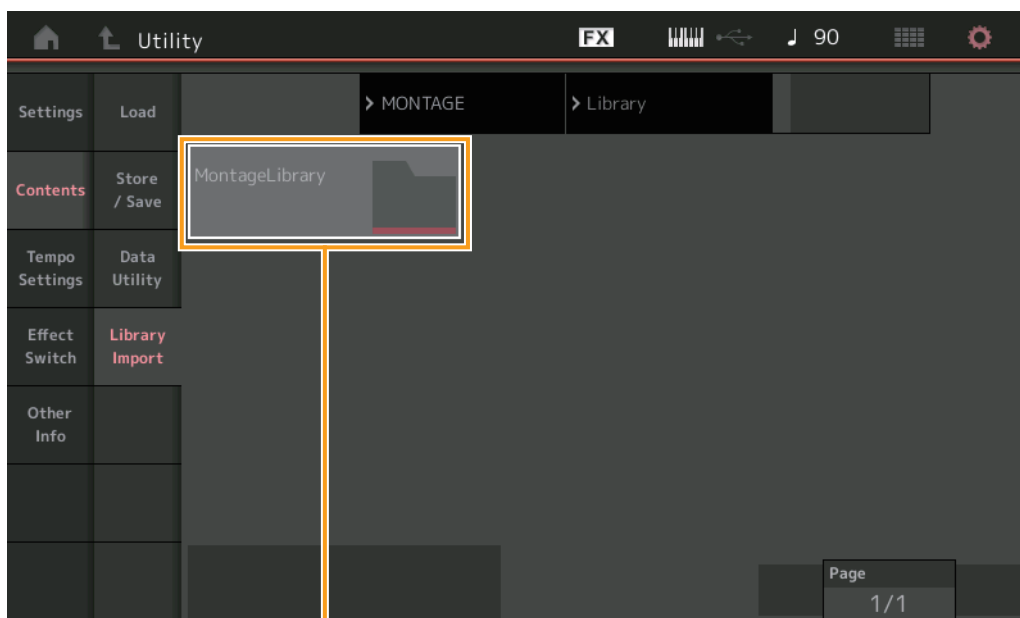 Utility
FX
90
Settings
Load
> MONTAGE
> Library
Contents
Store
/ Save
MontageLibrary
Tempo
Settings
Data
Utility
Effect
Switch
Library
Import
Other
Info
Page
1/1